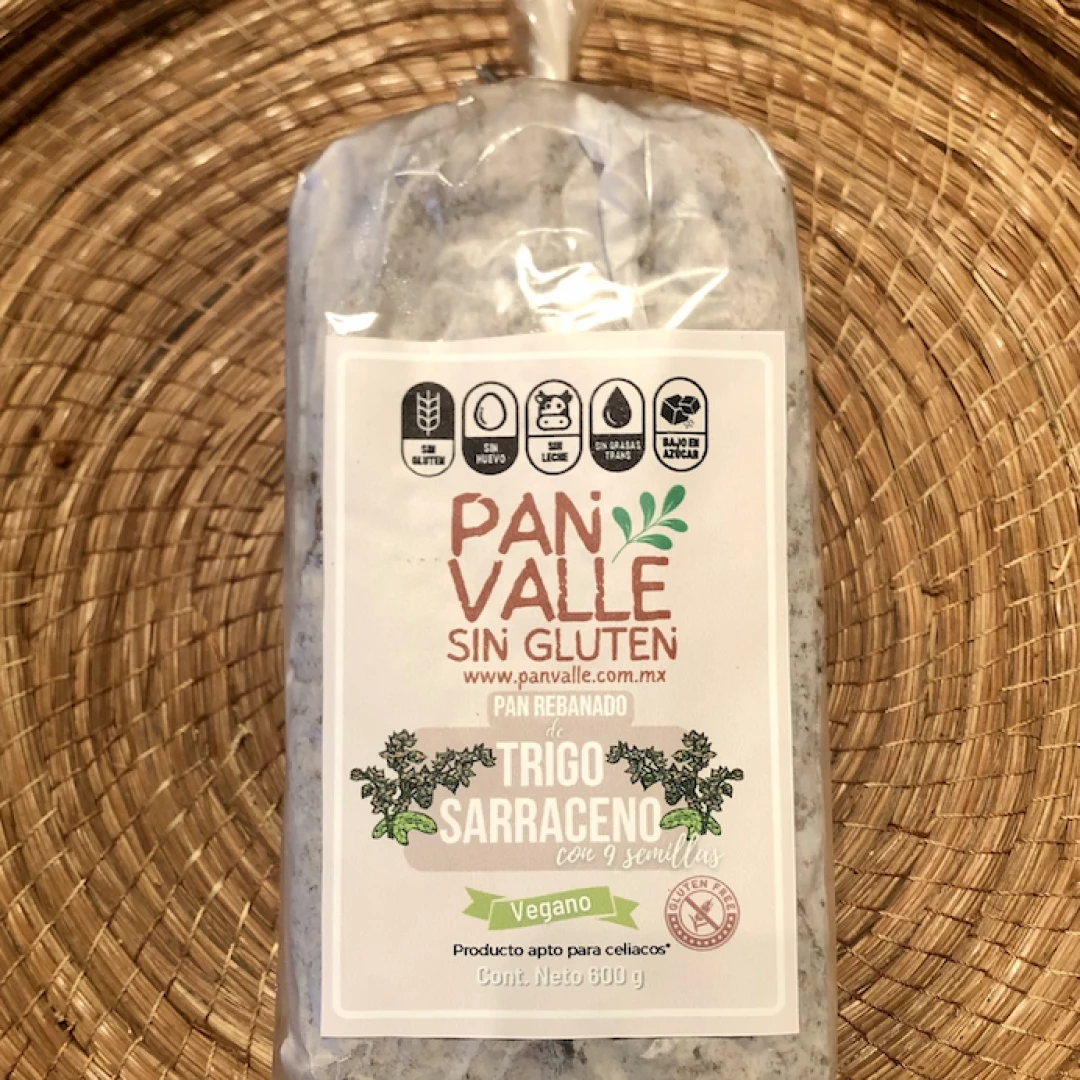 SIN GLUTEN
SIN HUEVO
SIN LECHE
SIN GRASAS TRANS
BAJO EN AZÚCAR
PAN
VALLE
SIN GLUTEN
www.panvalle.com.mx
PAN REBANADO
de
TRIGO
SARRACENO
con 9 semillas
Vegano
GLUTEN FREE
Producto apto para celiacos*
Cont. Neto 600 g